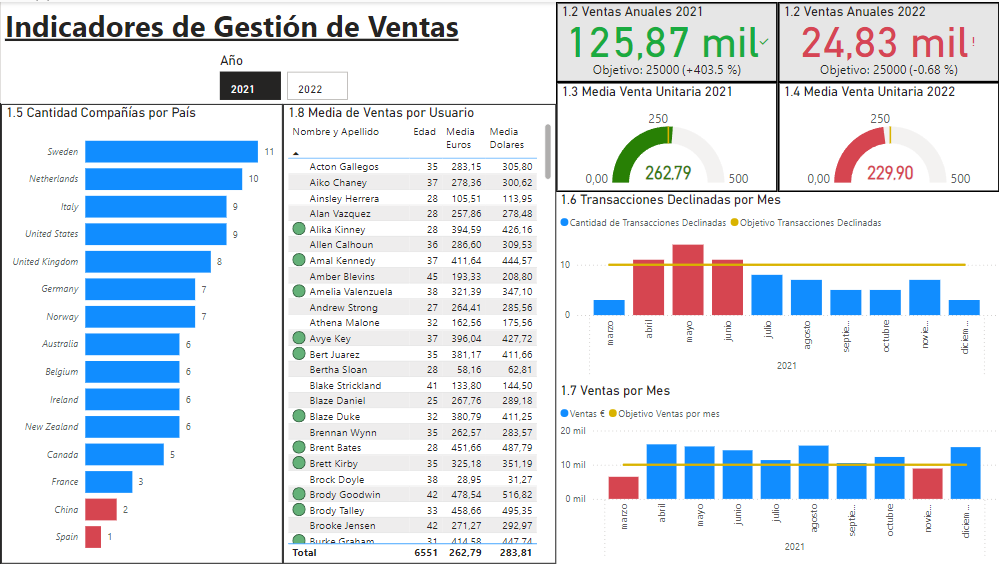 Indicadores de Gestión de Ventas
Año
2021
2022
1.2 Ventas Anuales 2021
125,87 mil
Objetivo: 25000 (+403.5 %)
1.2 Ventas Anuales 2022
24,83 mil!
Objetivo: 25000 (-0.68 %)
1.3 Media Venta Unitaria 2021
250
0,00
262.79
500
1.4 Media Venta Unitaria 2022
250
0,00
229.90
500
1.5 Cantidad Compañías por País
Sweden 11
Netherlands 10
Italy 9
United States 9
United Kingdom 8
Germany 7
Norway 7
Australia 6
Belgium 6
Ireland 6
New Zealand 6
Canada 5
France 3
China 2
Spain 1
1.8 Media de Ventas por Usuario
Nombre y Apellido Edad Media Euros Media Dolares
Acton Gallegos 35 283,15 305,80
Aiko Chaney 37 278,36 300,62
Ainsley Herrera 28 105,51 113,95
Alan Vazquez 28 257,86 278,48
Alika Kinney 28 394,59 426,16
Allen Calhoun 36 286,60 309,53
Amal Kennedy 37 411,64 444,57
Amber Blevins 45 193,33 208,80
Amelia Valenzuela 38 321,39 347,10
Andrew Strong 27 264,41 285,56
Athena Malone 32 162,56 175,56
Avye Key 37 396,04 427,72
Bert Juarez 35 381,17 411,66
Bertha Sloan 28 58,16 62,81
Blake Strickland 41 133,80 144,50
Blaze Daniel 25 267,76 289,18
Blaze Duke 32 380,79 411,25
Brennan Wynn 35 262,57 283,57
Brent Bates 28 451,66 487,79
Brett Kirby 35 325,18 351,19
Brock Doyle 38 28,95 31,27
Brody Goodwin 42 478,54 516,82
Brody Talley 33 458,66 495,35
Brooke Jensen 42 271,27 292,97
Burke Graham 31 414,58 447,74
Total 6551 262,79 283,81
1.6 Transacciones Declinadas por Mes
Cantidad de Transacciones Declinadas Objetivo Transacciones Declinadas
10
0
marzo
abril
mayo
junio
julio
agosto
septie...
octubre
novie...
diciem...
2021
1.7 Ventas por Mes
Ventas € Objetivo Ventas por mes
20 mil
10 mil
0 mil
marzo
abril
mayo
junio
julio
agosto
septie...
octubre
novie...
diciem...
2021